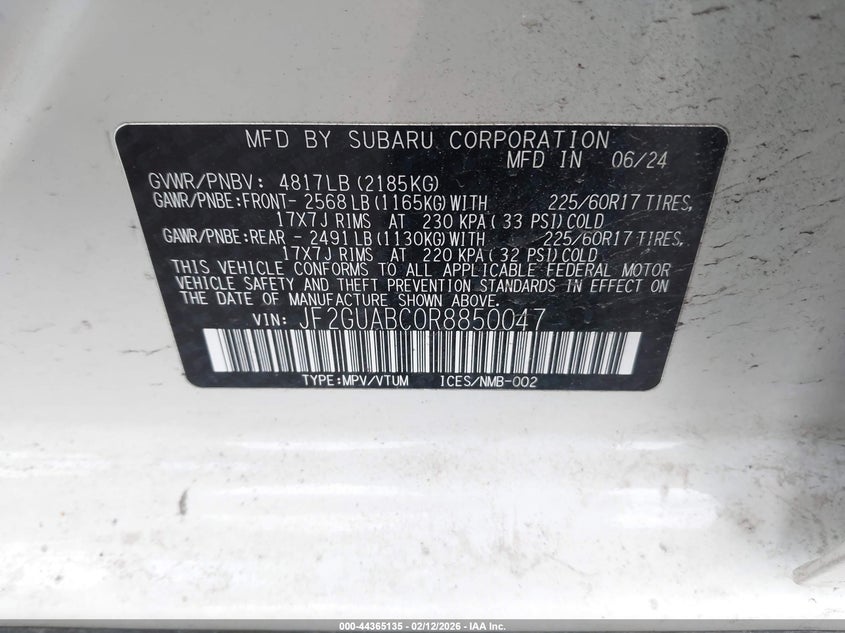 MFD BY SUBARU CORPORATION
MFD IN 06/24
GVWR/PNBV: 4817LB (2185KG)
GAWR/PNBE:FRONT- 2568 LB (1165KG) WITH 225/60R17 TIRES,
17X7J RIMS AT 230 KPA ( 33 PSI) COLD
GAWR/PNBE:REAR - 2491 LB (1130KG) WITH 225/60R17 TIRES,
17X7J RIMS AT 220 KPA ( 32 PSI) COLD
THIS VEHICLE CONFORMS TO ALL APPLICABLE FEDERAL MOTOR
VEHICLE SAFETY AND THEFT PREVENTION STANDARDS IN EFFECT ON
THE DATE OF MANUFACTURE SHOWN ABOVE.
VIN: JF2GUABC0R8850047
TYPE:MPV/VTUM ICES/NMB-002
000-44365135 - 02/12/2026 - IAA Inc.